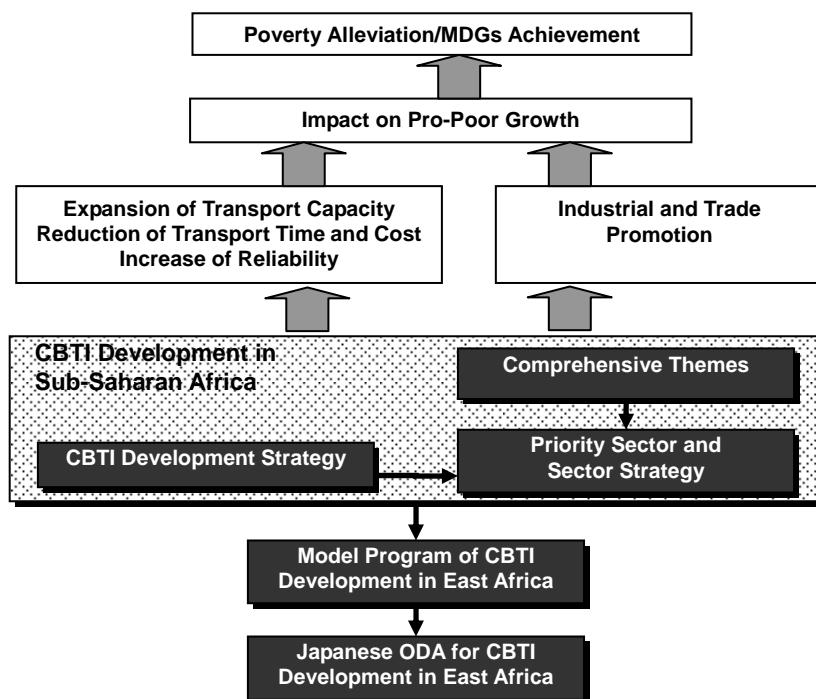 Poverty Alleviation/MDGs Achievement
Impact on Pro-Poor Growth
Expansion of Transport Capacity
Reduction of Transport Time and Cost
Increase of Reliability
Industrial and Trade
Promotion
CBTI Development in
Sub-Saharan Africa
Comprehensive Themes
CBTI Development Strategy
Priority Sector and
Sector Strategy
Model Program of CBTI
Development in East Africa
Japanese ODA for CBTI
Development in East Africa